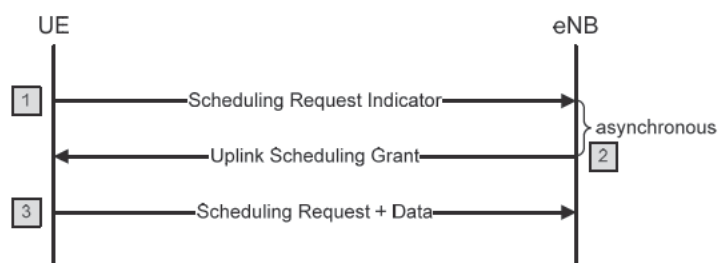 UE eNB
1 Scheduling Request Indicator
asynchronous
Uplink Scheduling Grant 2
3 Scheduling Request + Data